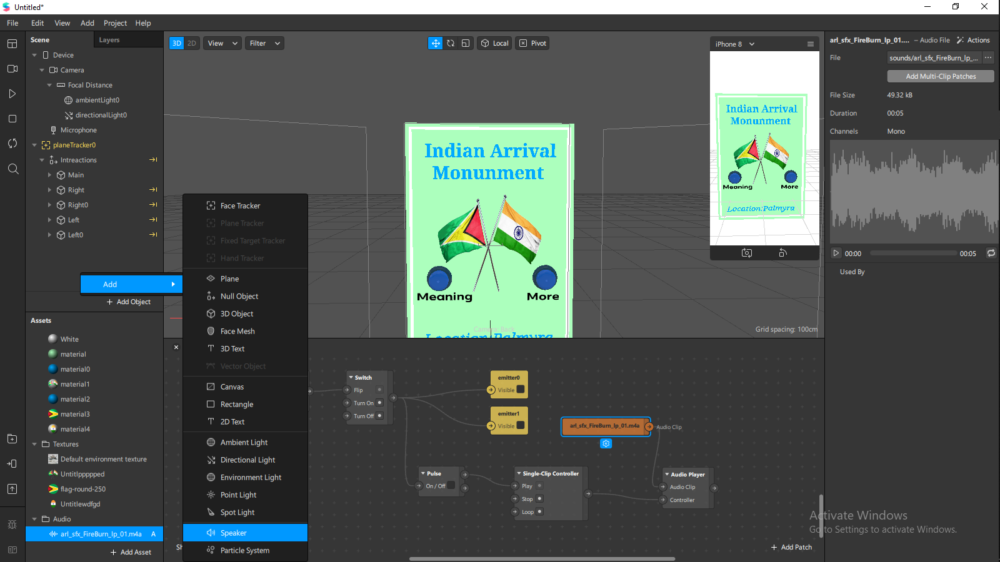 Untitled*
File Edit View Add Project Help
Scene Layers
Device
Camera
Focal Distance
ambientLight0
directionalLight0
Microphone
planeTracker0
Intreactions
Main
Right
Right0
Left
Left0
Add
+ Add Object
Assets
White
material
material0
material1
material2
material3
material4
Textures
Default environment texture
Untitlppppped
flag-round-250
Untitlewdfgd
Audio
arl_sfx_FireBurn_lp_01.m4a A
+ Add Asset
Face Tracker
Plane Tracker
Fixed Target Tracker
Hand Tracker
Plane
Null Object
3D Object
Face Mesh
3D Text
Vector Object
Canvas
Rectangle
2D Text
Ambient Light
Directional Light
Environment Light
Point Light
Spot Light
Speaker
Particle System
3D 2D View Filter Local Pivot
Indian Arrival
Monunment
Meaning More
Location:Palmyra
Camera: Back
Grid spacing: 100cm
iPhone 8
Indian Arrival
Monunment
Meaning More
Location:Palmyra
Switch
Flip
Turn On
Turn Off
emitter0
Visible
emitter1
Visible
arl_sfx_FireBurn_lp_01.m4a Audio Clip
Pulse
On / Off
Single-Clip Controller
Play
Stop
Loop
Audio Player
Audio Clip
Controller
Sh
+ Add Patch
arl_sfx_FireBurn_lp_01.... – Audio File Actions
File sounds/arl_sfx_FireBurn_lp_... ...
Add Multi-Clip Patches
File Size 49.32 kB
Duration 00:05
Channels Mono
00:00 00:05
Used By
Activate Windows
Go to Settings to activate Windows.